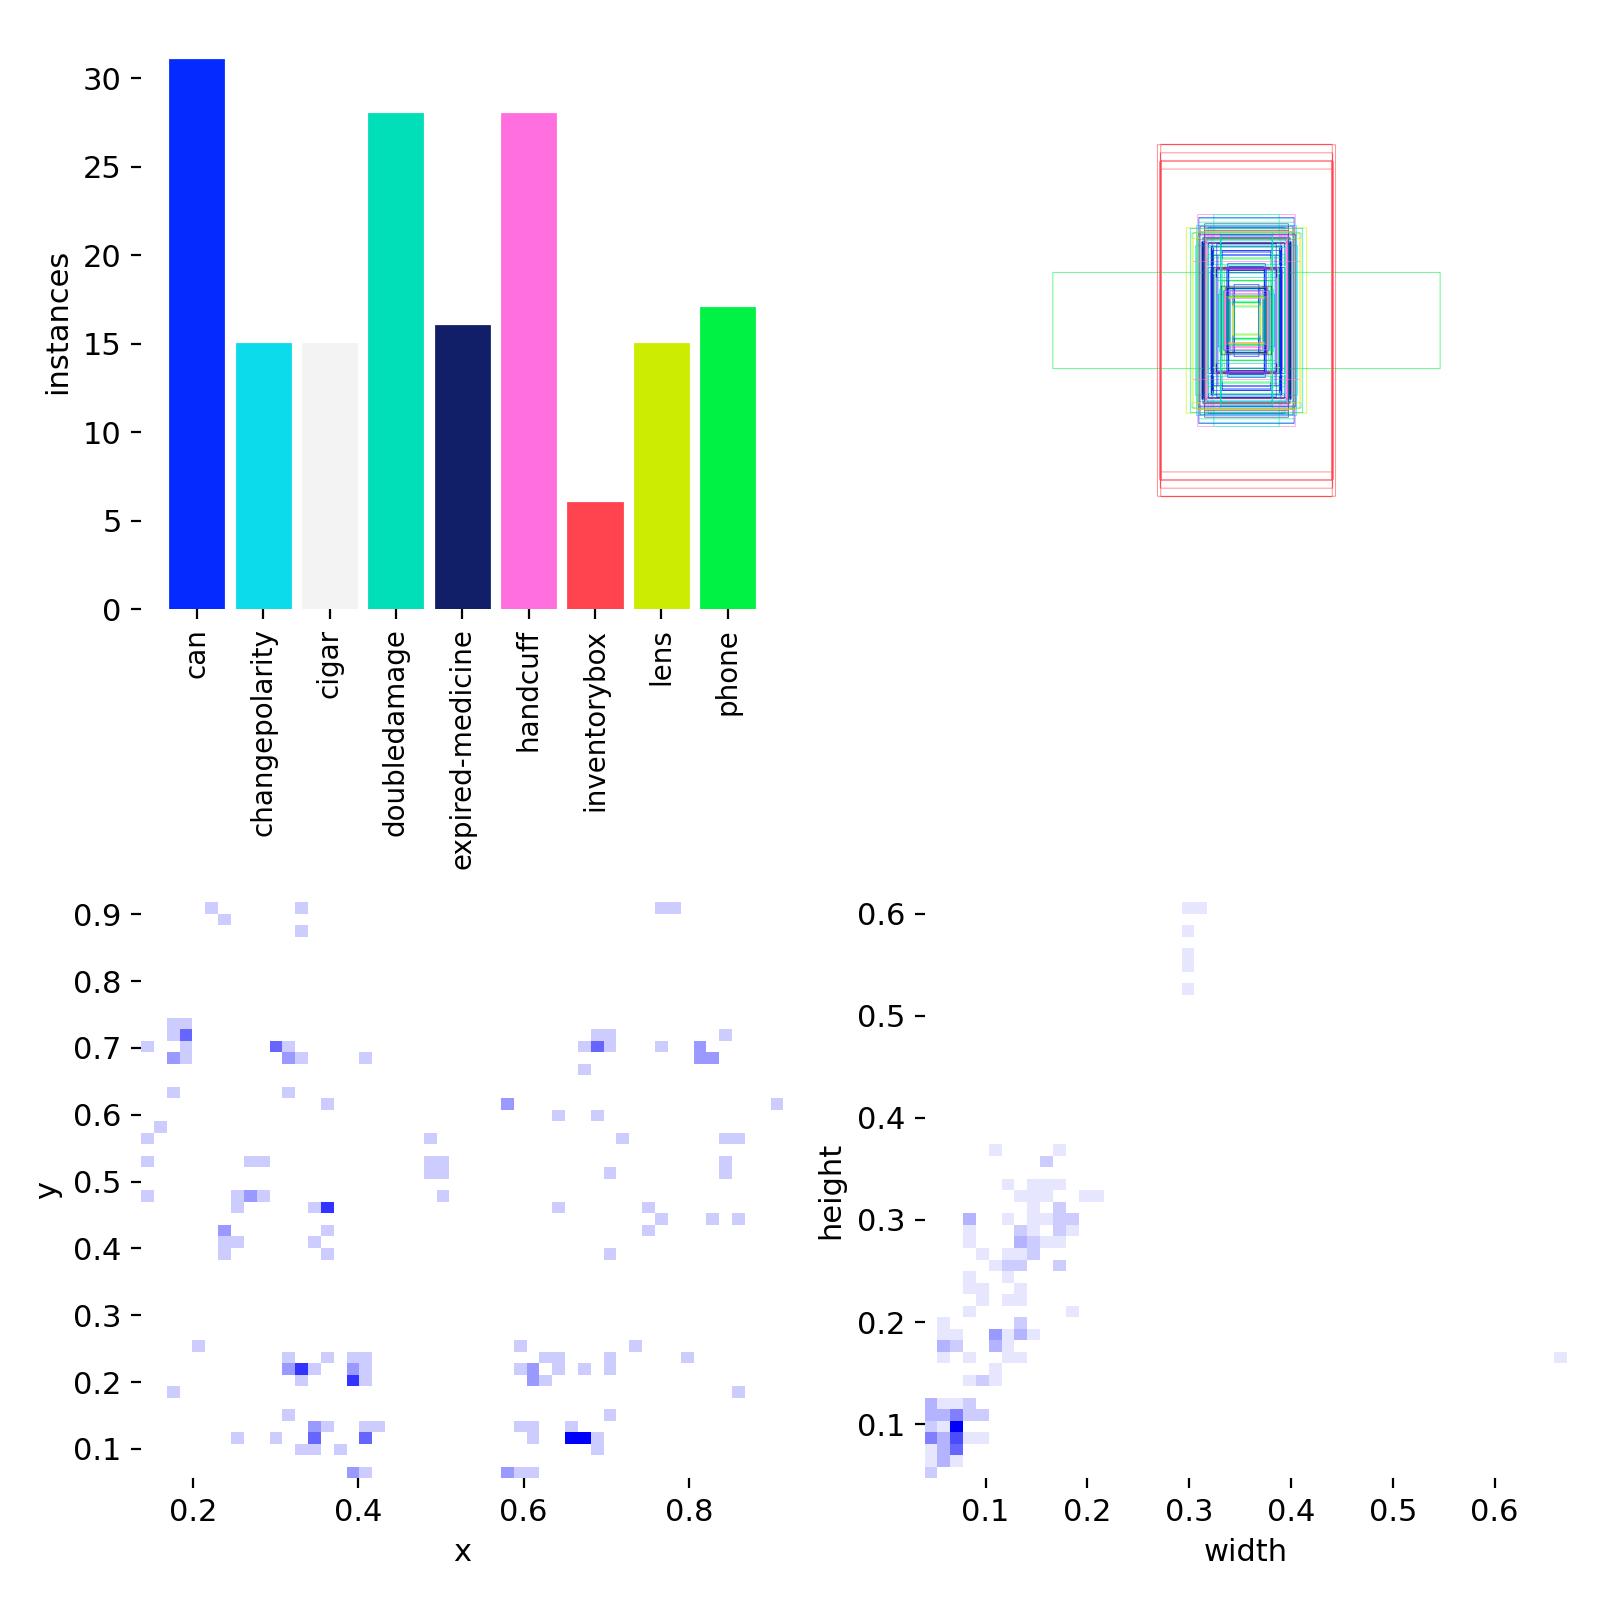 instances
30
25
20
15
10
5
0
can
changepolarity
cigar
doubledamage
expired-medicine
handcuff
inventorybox
lens
phone
y
0.9
0.8
0.7
0.6
0.5
0.4
0.3
0.2
0.1
0.2
0.4
0.6
0.8
x
height
0.6
0.5
0.4
0.3
0.2
0.1
0.1
0.2
0.3
0.4
0.5
0.6
width